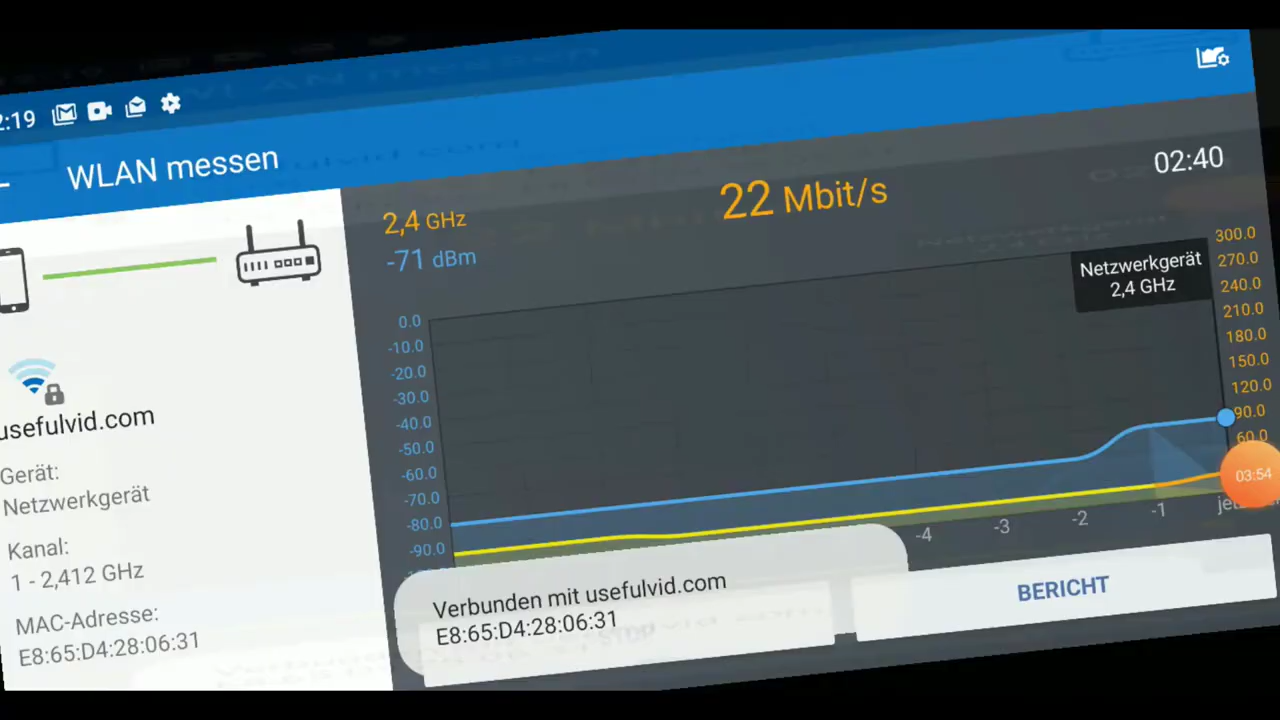 2:19
WLAN messen
02:40
2,4 GHz
-71 dBm
22 Mbit/s
Netzwerkgerät
2,4 GHz
usefulvid.com
Gerät:
Netzwerkgerät
Kanal:
1 - 2,412 GHz
MAC-Adresse:
E8:65:D4:28:06:31
0.0
-10.0
-20.0
-30.0
-40.0
-50.0
-60.0
-70.0
-80.0
-90.0
300.0
270.0
240.0
210.0
180.0
150.0
120.0
90.0
60.0
03:54
-4
-3
-2
-1
Verbunden mit usefulvid.com
E8:65:D4:28:06:31
BERICHT